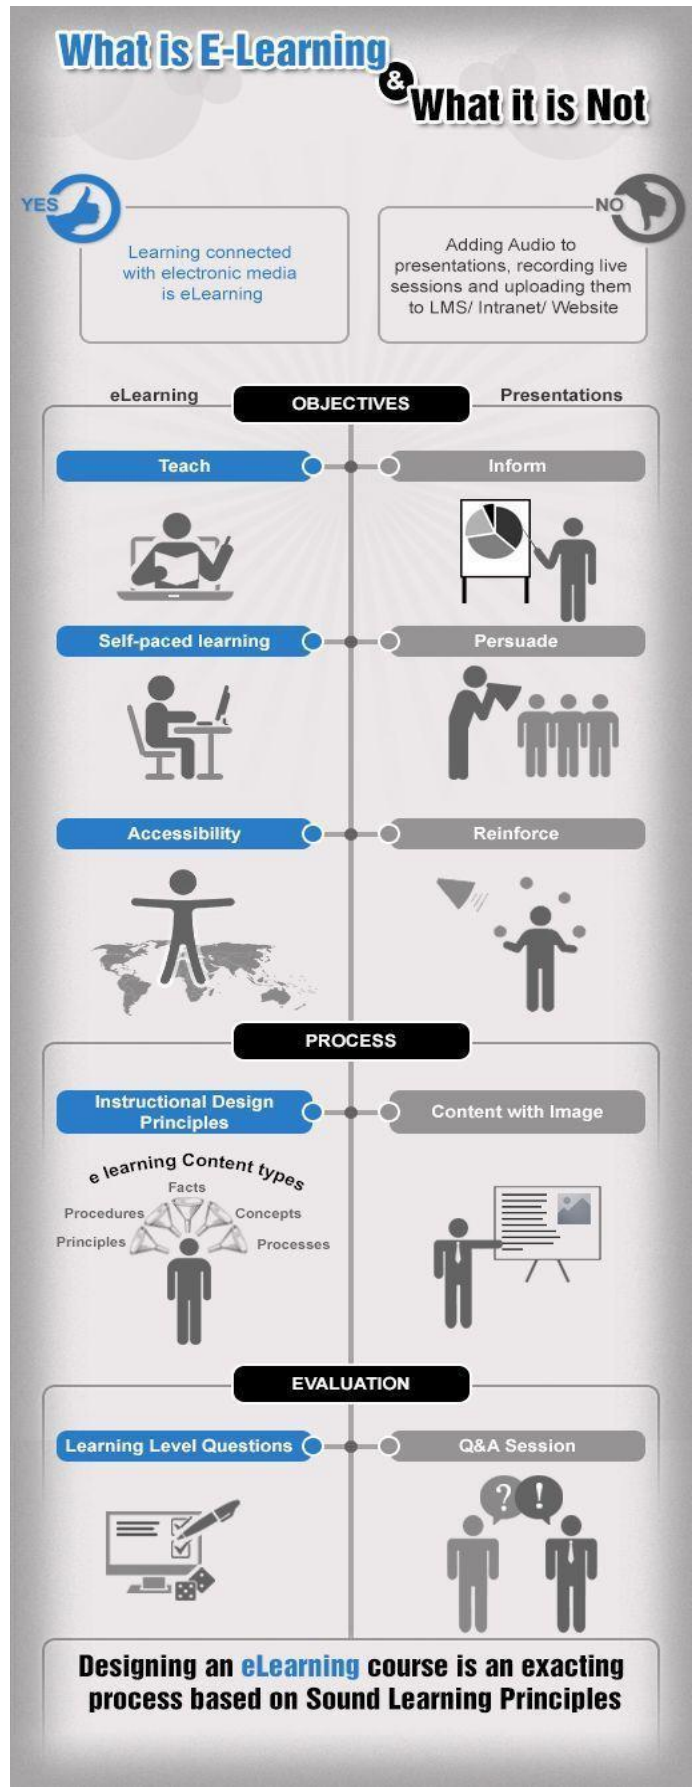 What is E-Learning
&
What it is Not
YES
Learning connected
with electronic media
is eLearning
NO
Adding Audio to
presentations, recording live
sessions and uploading them
to LMS/ Intranet/ Website
eLearning
OBJECTIVES
Presentations
Teach
Inform
Self-paced learning
Persuade
Accessibility
Reinforce
PROCESS
Instructional Design
Principles
Content with Image
e learning Content types
Facts
Procedures
Concepts
Principles
Processes
EVALUATION
Learning Level Questions
Q&A Session
? !
Designing an eLearning course is an exacting
process based on Sound Learning Principles